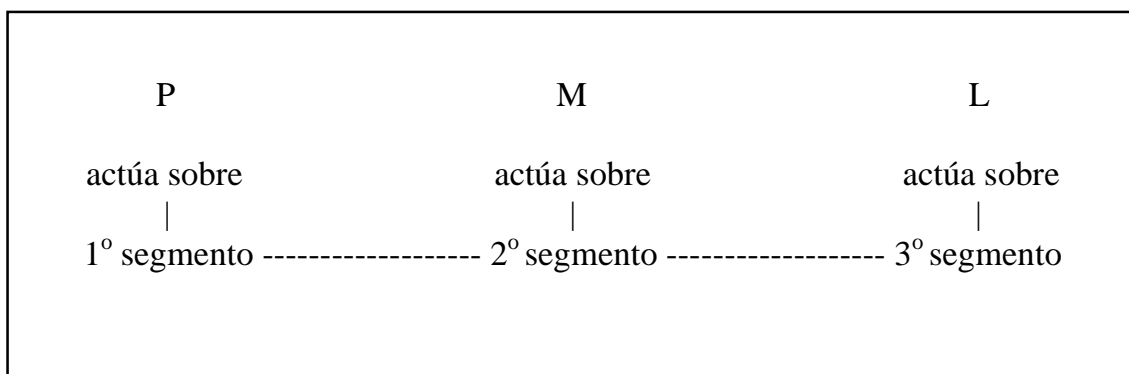 P M L
actúa sobre actúa sobre actúa sobre
| | |
1º segmento ------------------- 2º segmento ------------------- 3º segmento